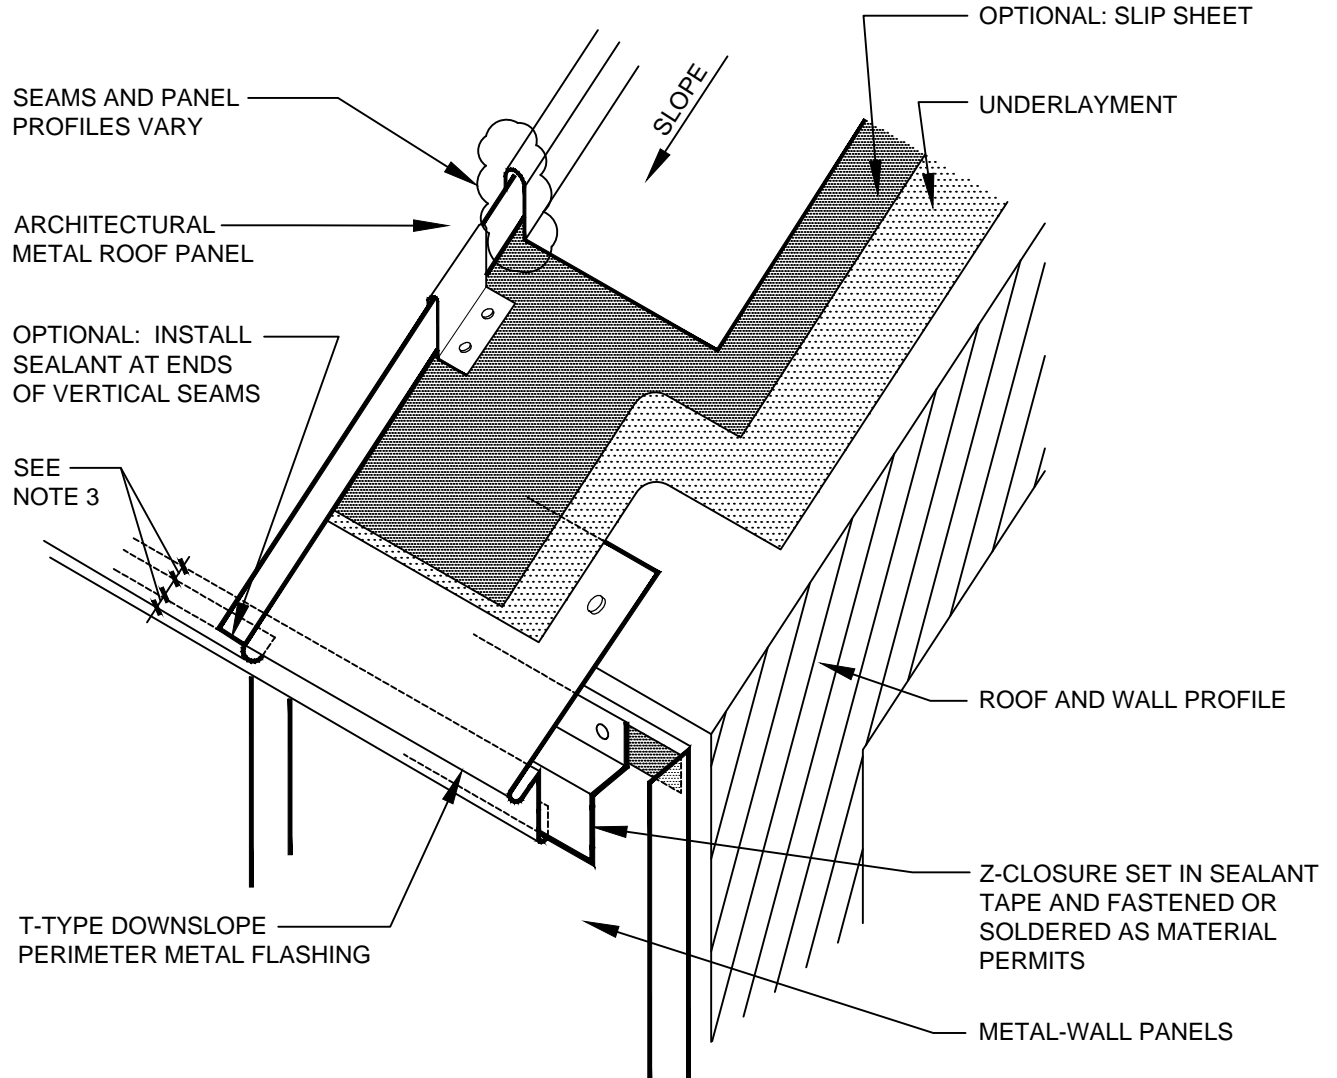 OPTIONAL: SLIP SHEET
SEAMS AND PANEL
PROFILES VARY
SLOPE
UNDERLAYMENT
ARCHITECTURAL
METAL ROOF PANEL
OPTIONAL: INSTALL
SEALANT AT ENDS
OF VERTICAL SEAMS
SEE
NOTE 3
ROOF AND WALL PROFILE
Z-CLOSURE SET IN SEALANT
TAPE AND FASTENED OR
SOLDERED AS MATERIAL
PERMITS
T-TYPE DOWNSLOPE
PERIMETER METAL FLASHING
METAL-WALL PANELS